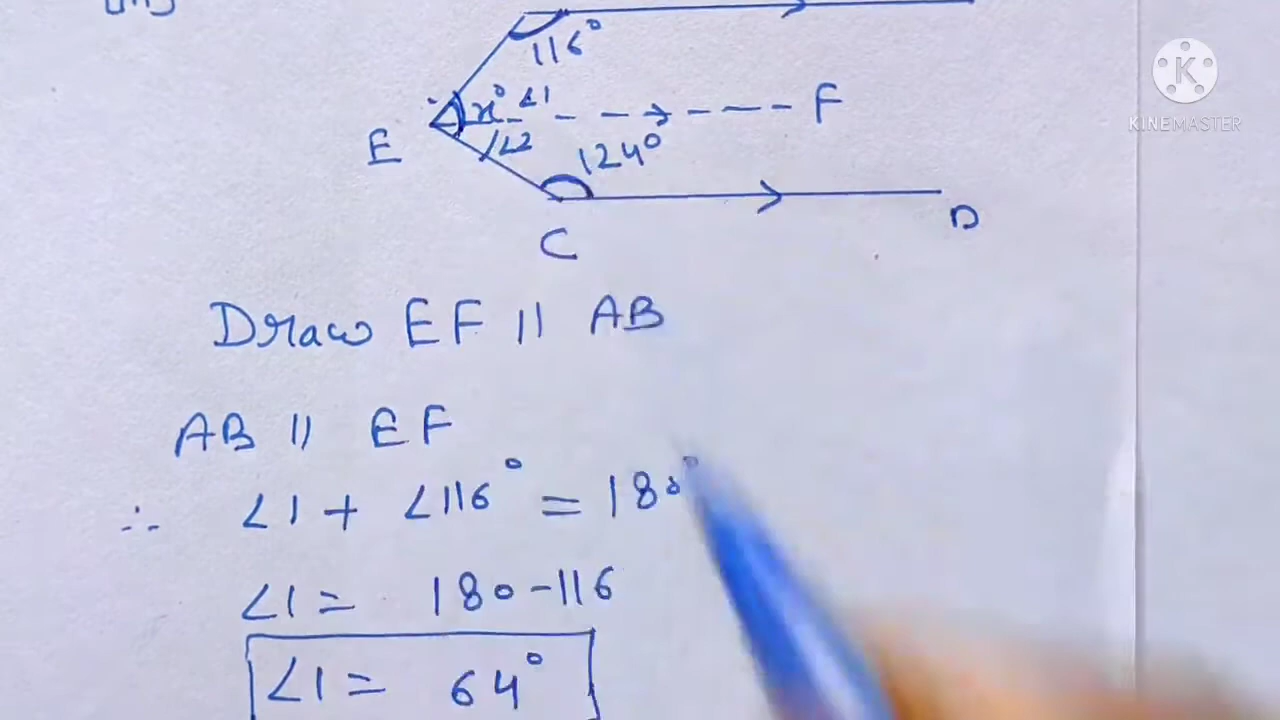 116°
x° ∠1
F
KINEMASTER
E
∠2
124°
C
D
Draw EF || AB
AB || EF
∴ ∠1 + ∠116° = 180°
∠1 = 180-116
∠1 = 64°